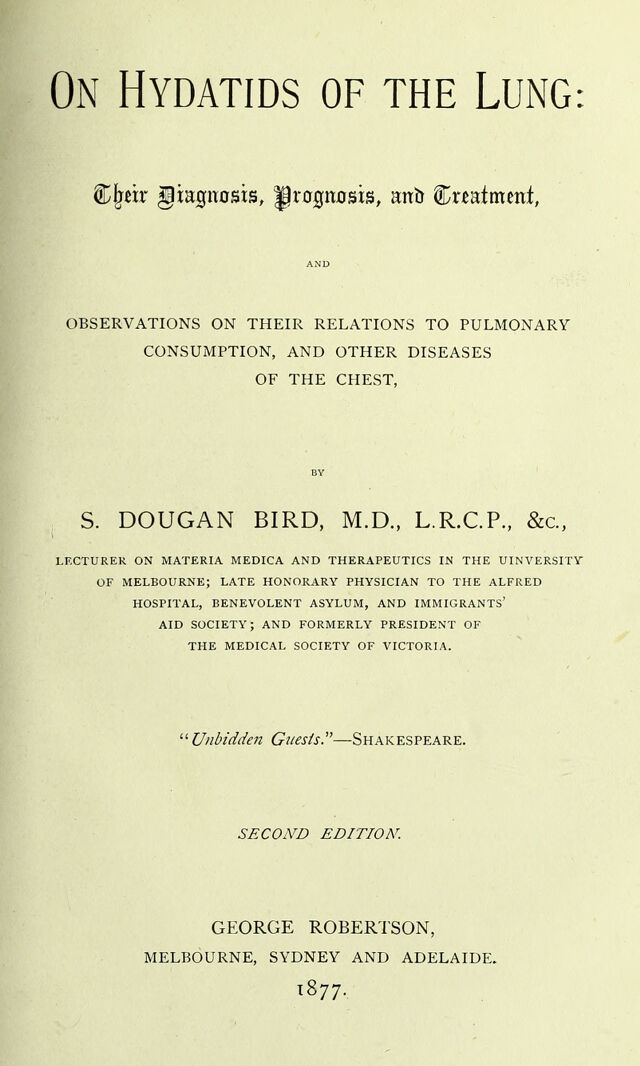 ON HYDATIDS OF THE LUNG:
Their Diagnosis, Prognosis, and Treatment,
AND
OBSERVATIONS ON THEIR RELATIONS TO PULMONARY
CONSUMPTION, AND OTHER DISEASES
OF THE CHEST,
BY
S. DOUGAN BIRD, M.D., L.R.C.P., &c.,
LECTURER ON MATERIA MEDICA AND THERAPEUTICS IN THE UINVERSITY
OF MELBOURNE; LATE HONORARY PHYSICIAN TO THE ALFRED
HOSPITAL, BENEVOLENT ASYLUM, AND IMMIGRANTS'
AID SOCIETY; AND FORMERLY PRESIDENT OF
THE MEDICAL SOCIETY OF VICTORIA.
"Unbidden Guests."—SHAKESPEARE.
SECOND EDITION.
GEORGE ROBERTSON,
MELBOURNE, SYDNEY AND ADELAIDE.
1877.